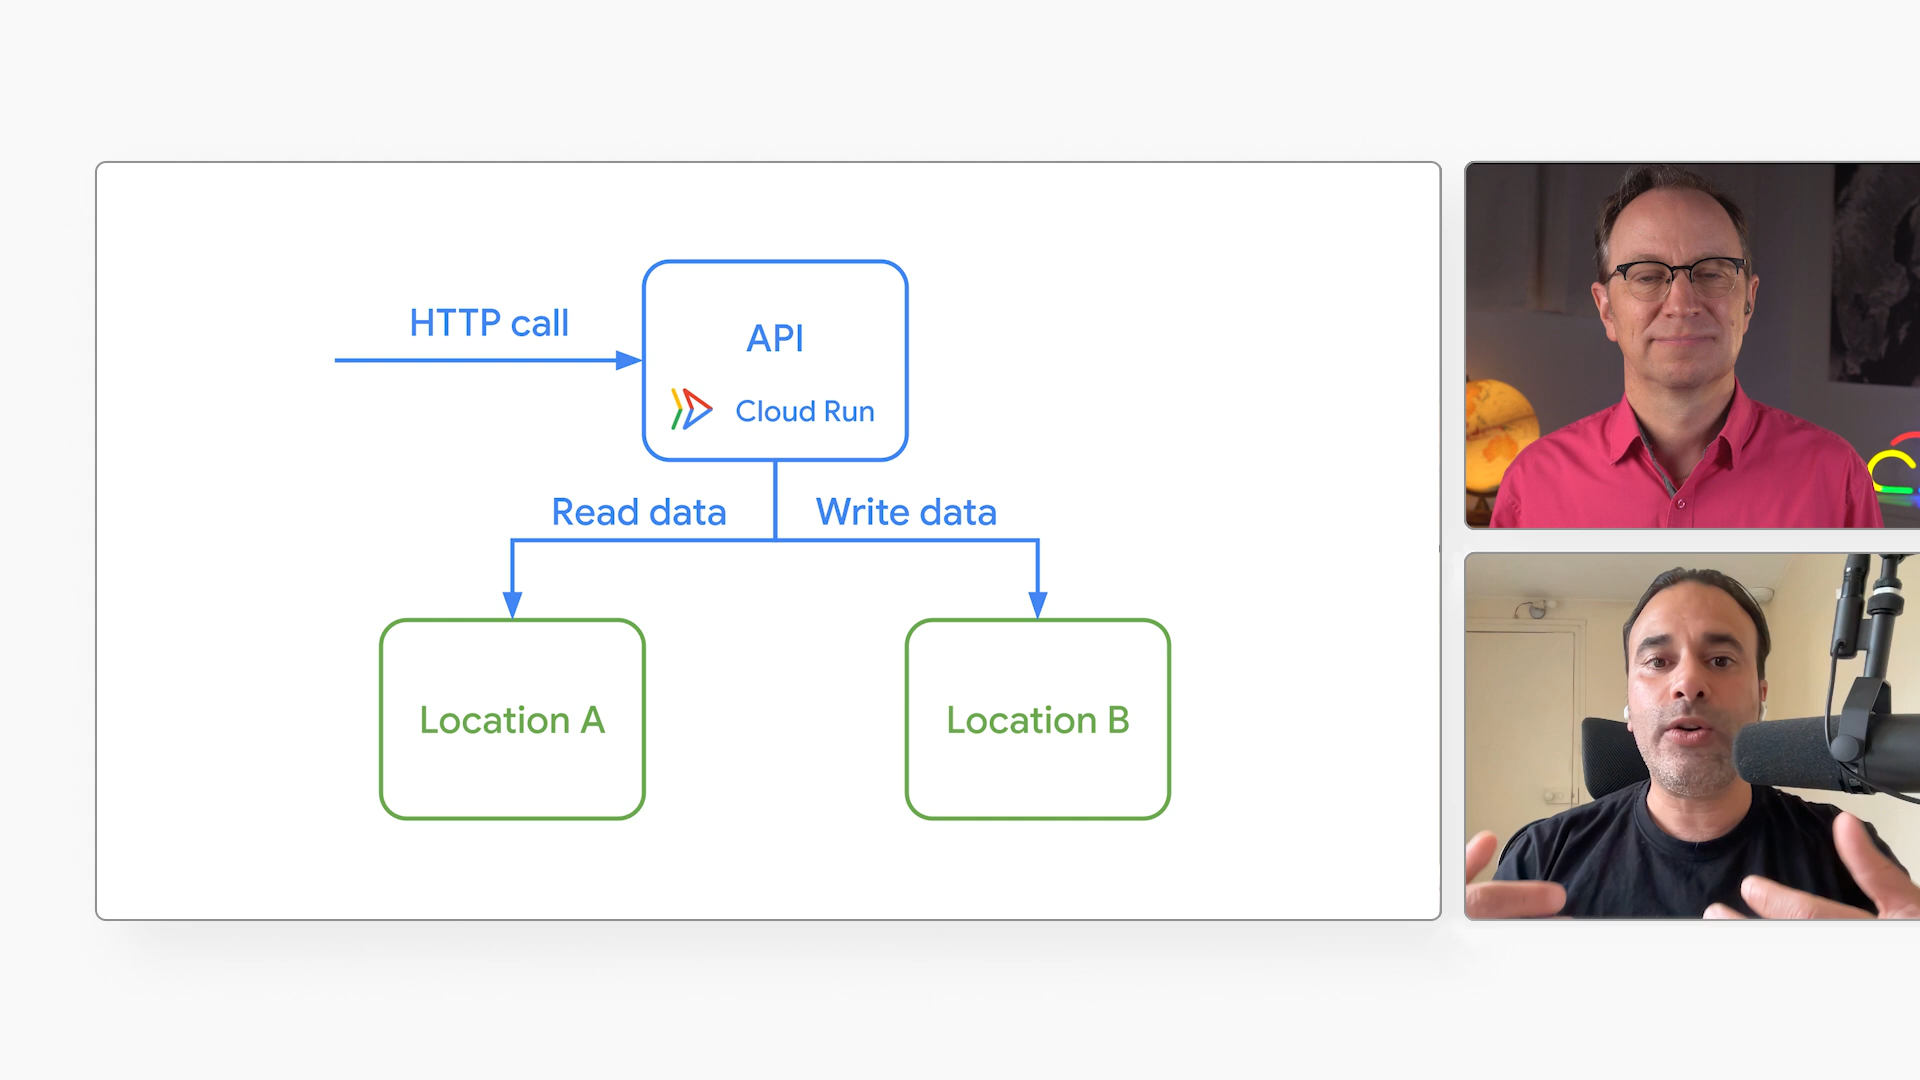 HTTP call
API
Cloud Run
Read data
Write data
Location A
Location B